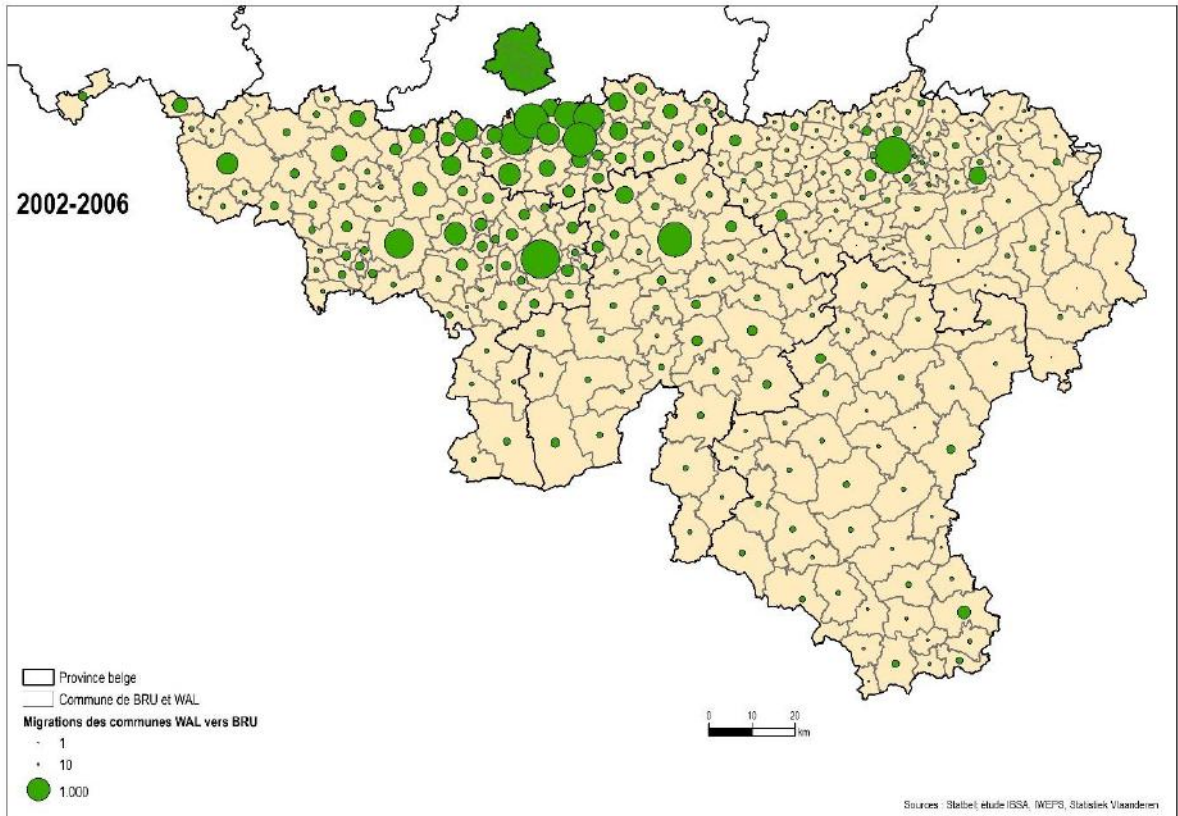 2002-2006
Province belge
Commune de BRU et WAL
Migrations des communes WAL vers BRU
1
10
1.000
0 10 20
km
Sources : Statbel; étude IBSA, IWEPS, Statistiek Vlaanderen